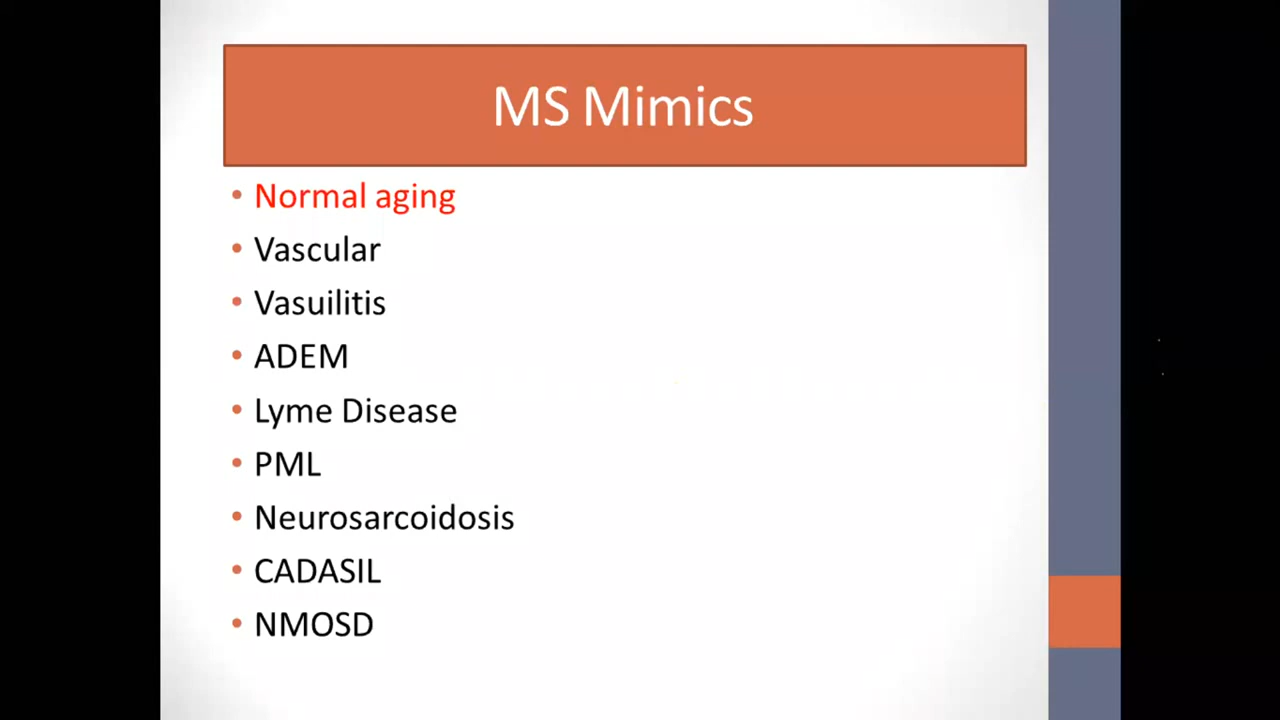 MS Mimics
• Normal aging
• Vascular
• Vasuilitis
• ADEM
• Lyme Disease
• PML
• Neurosarcoidosis
• CADASIL
• NMOSD